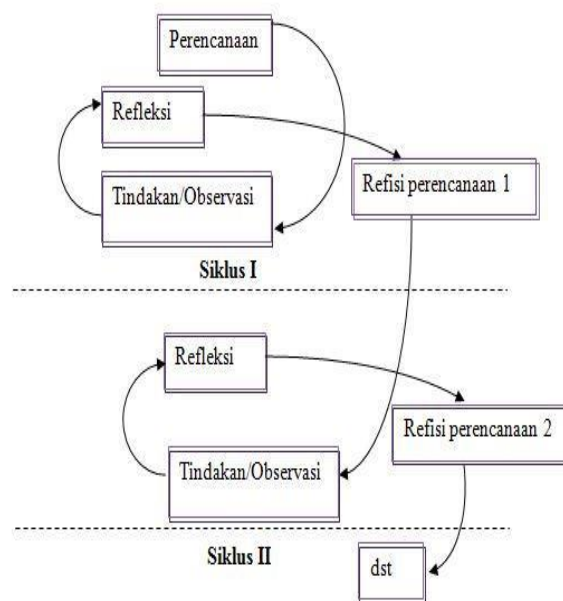 Perencanaan
Refleksi
Refisi perencanaan 1
Tindakan/Observasi
Siklus I
Refleksi
Refisi perencanaan 2
Tindakan/Observasi
Siklus II
dst